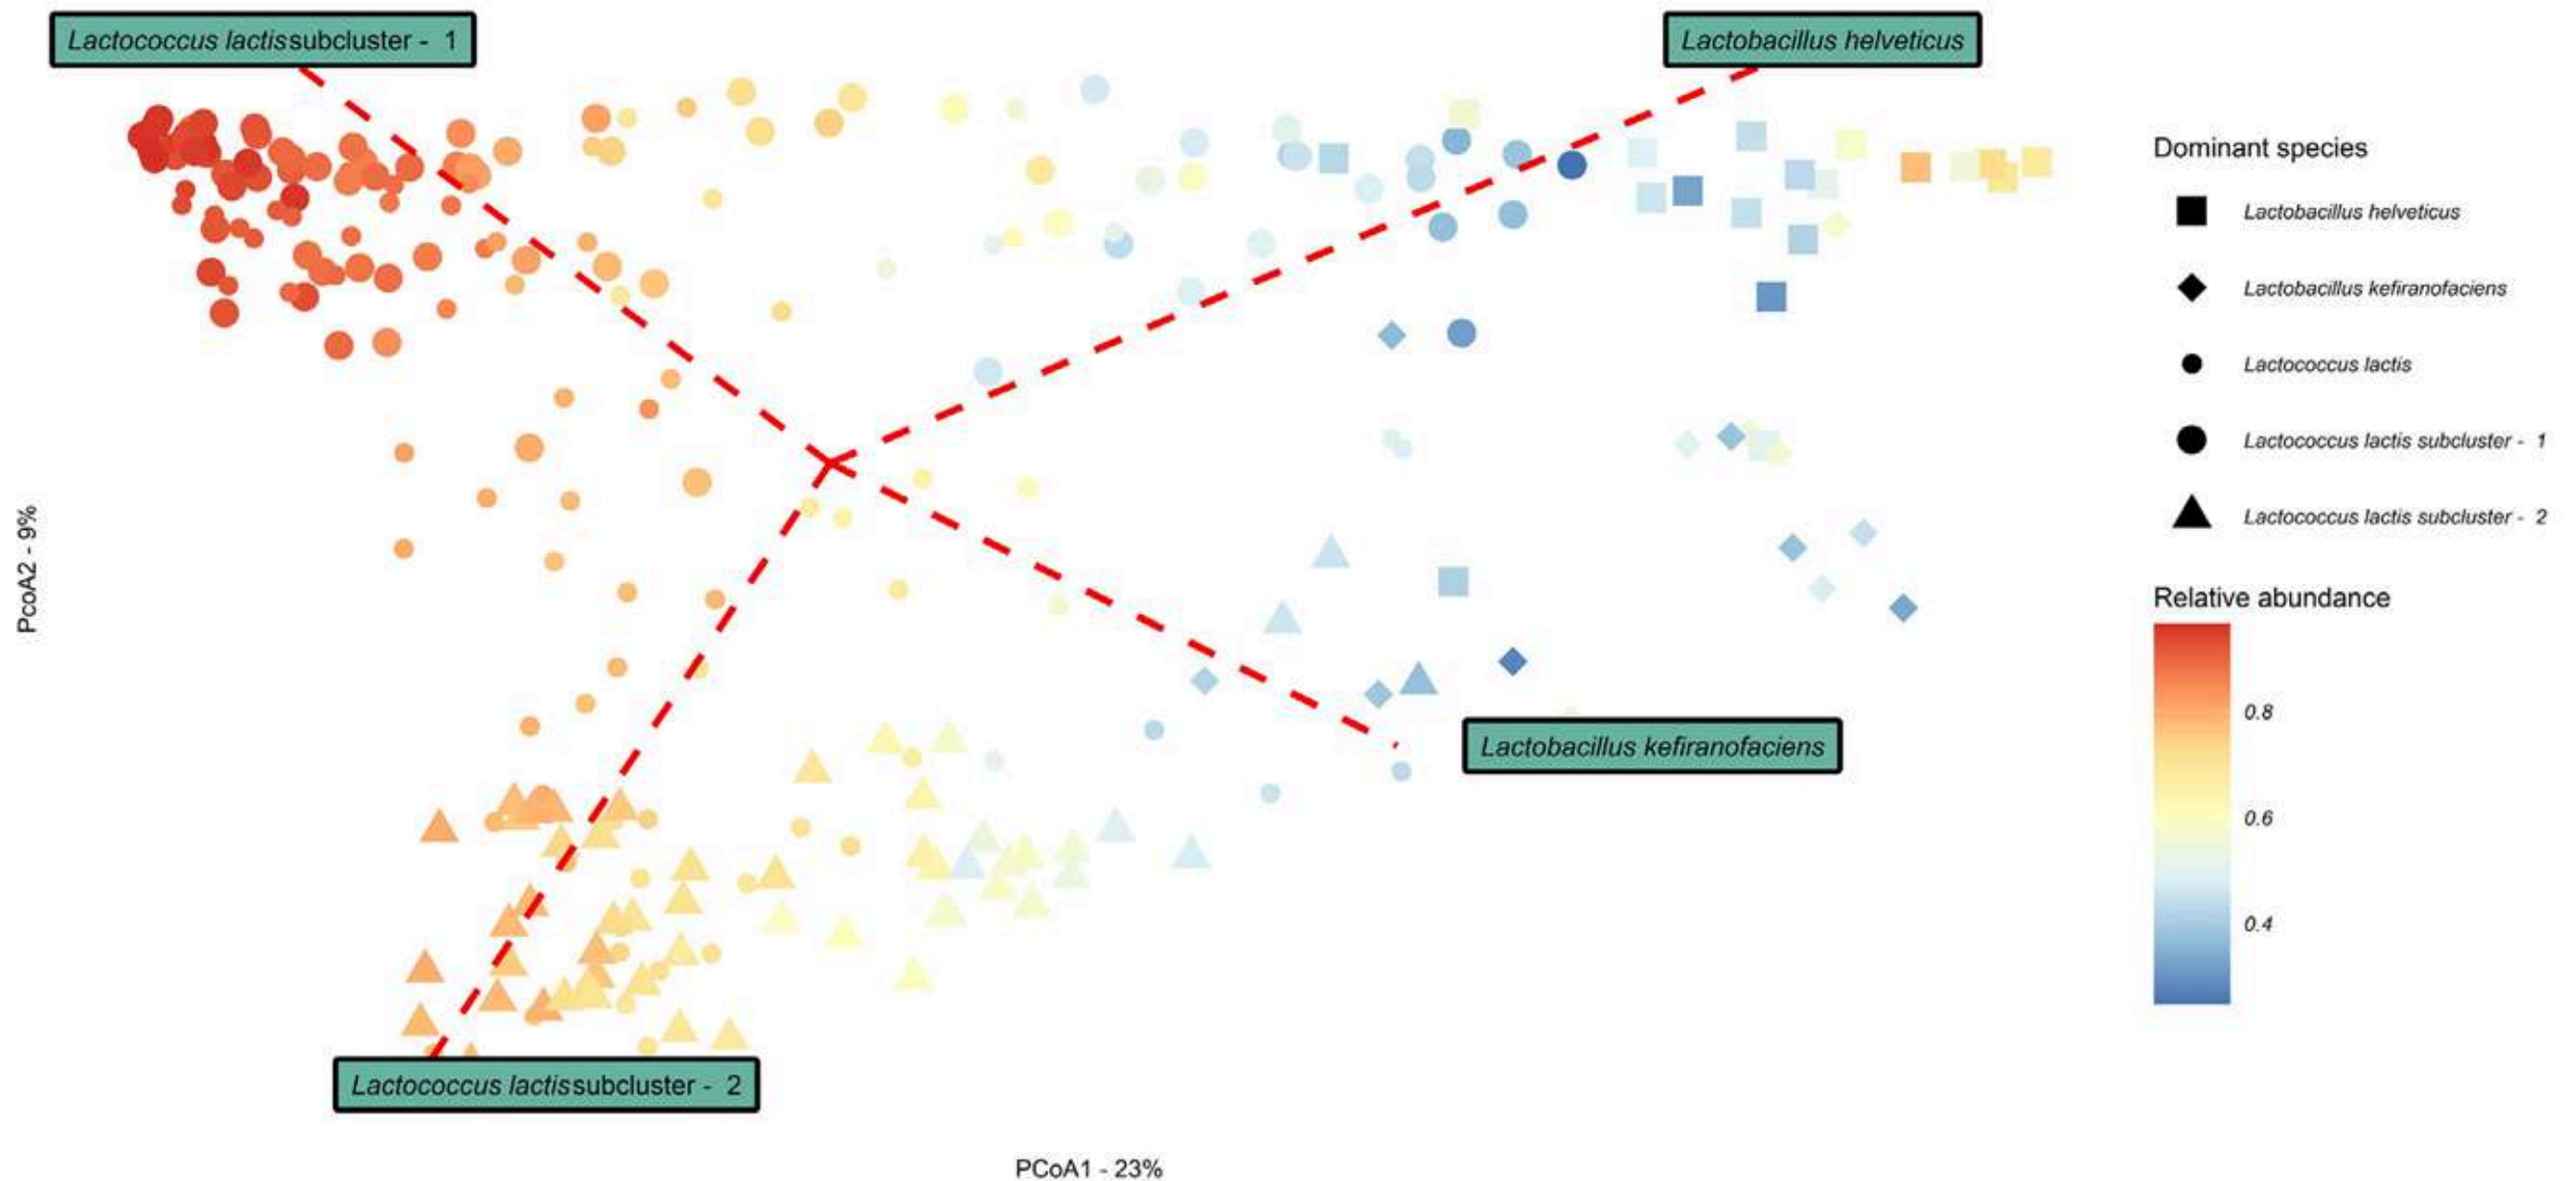 Lactococcus lactissubcluster - 1
Lactobacillus helveticus
Dominant species
Lactobacillus helveticus
Lactobacillus kefiranofaciens
Lactococcus lactis
Lactococcus lactis subcluster - 1
Lactococcus lactis subcluster - 2
Relative abundance
0.8
0.6
0.4
PcoA2 - 9%
Lactobacillus kefiranofaciens
Lactococcus lactissubcluster - 2
PCoA1 - 23%